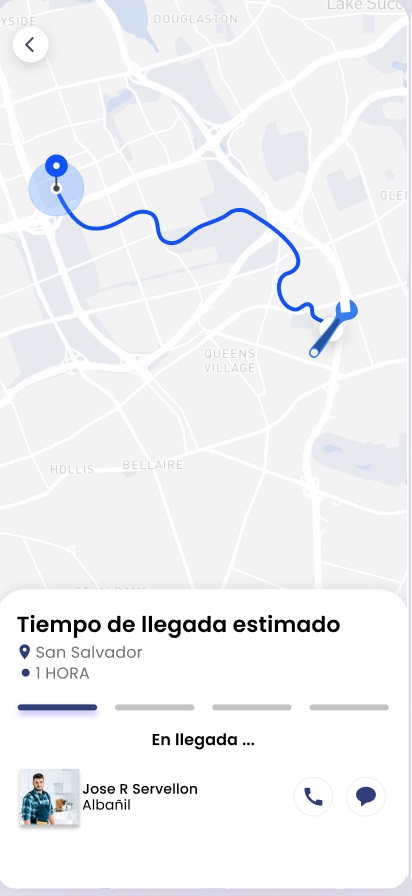 Lake Succ
YSIDE
DOUGLASTON
GLEN
QUEENS
VILLAGE
HOLLIS
BELLAIRE
Tiempo de llegada estimado
San Salvador
1 HORA
En llegada ...
Jose R Servellon
Albañil